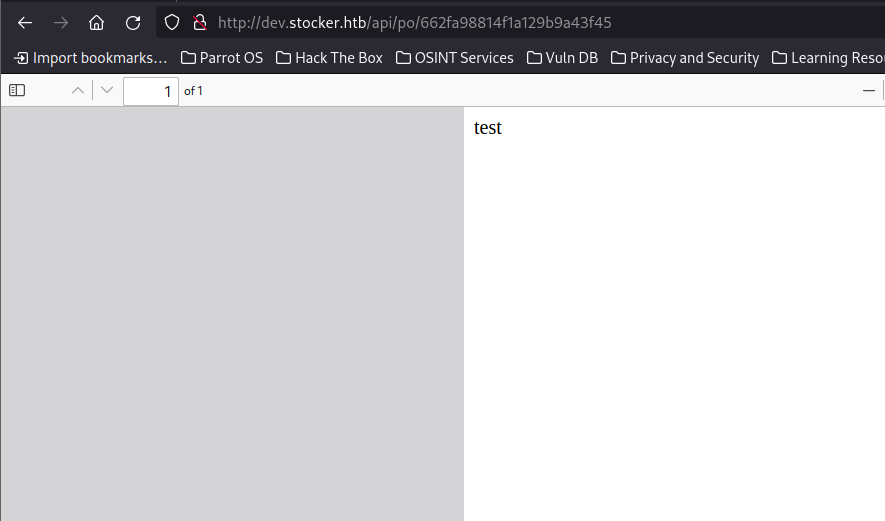 http://dev.stocker.htb/api/po/662fa98814f1a129b9a43f45
Import bookmarks... Parrot OS Hack The Box OSINT Services Vuln DB Privacy and Security Learning Resou
1 of 1
test